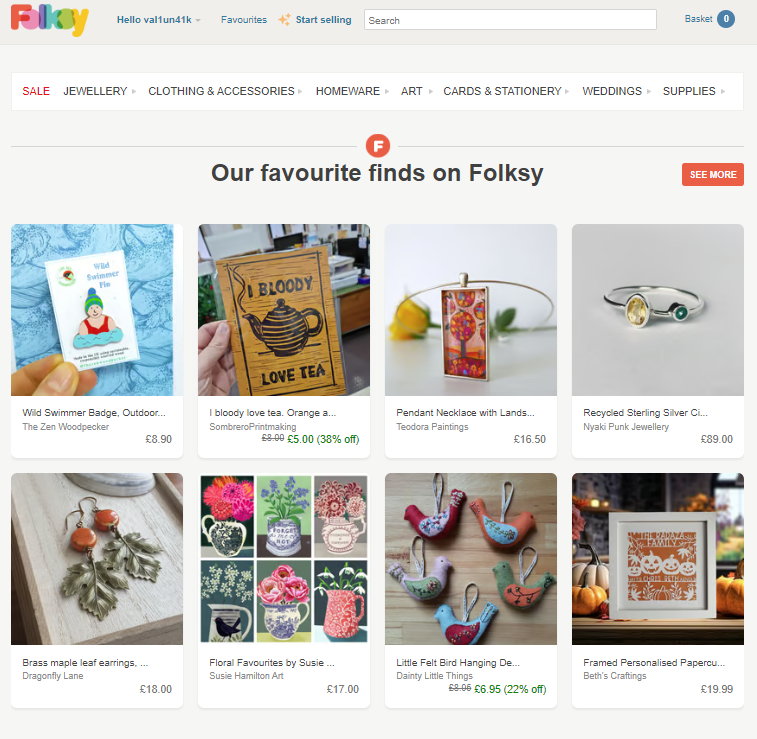 Folksy
Hello val1un41k
Favourites
Start selling
Search
Basket 0
SALE JEWELLERY CLOTHING & ACCESSORIES HOMEWARE ART CARDS & STATIONERY WEDDINGS SUPPLIES
F
Our favourite finds on Folksy
SEE MORE
Wild
Swimmer
Pin
I BLOODY
LOVE TEA
Wild Swimmer Badge, Outdoor...
The Zen Woodpecker
£8.90
I bloody love tea. Orange a...
SombreroPrintmaking
£8.00 £5.00 (38% off)
Pendant Necklace with Lands...
Teodora Paintings
£16.50
Recycled Sterling Silver Ci...
Nyaki Punk Jewellery
£89.00
FORGET
ME
NOT
THE
FAMILY
CHRIS BETH
Brass maple leaf earrings, ...
Dragonfly Lane
£18.00
Floral Favourites by Susie ...
Susie Hamilton Art
£17.00
Little Felt Bird Hanging De...
Dainty Little Things
£8.95 £6.95 (22% off)
Framed Personalised Papercu...
Beth's Craftings
£19.99